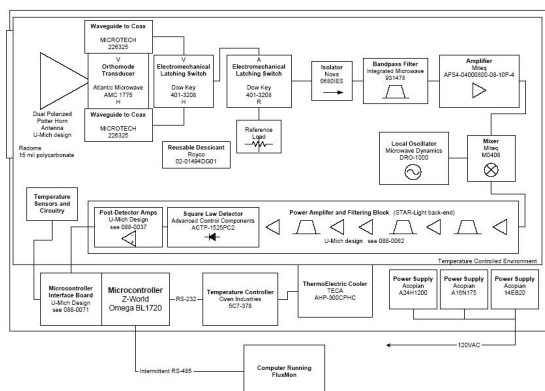 Waveguide to Coax
MICROTECH
226325
V
Orthomode
Transducer
Atlantic Microwave
AMC 1775
H
Waveguide to Coax
MICROTECH
226325
V
Electromechanical
Latching Switch
Dow Key
401-3208
H
A
Electromechanical
Latching Switch
Dow Key
401-3208
R
Isolator
Nova
0680IES
Bandpass Filter
Integrated Microwave
931478
Amplifier
Miteq
AFS4-04000800-08-10P-4
Dual Polarized
Potter Horn
Antenna
U-Mich design
Radome
15 mil polycarbonate
Reusable Dessicant
Royco
02-01494DG01
Reference
Load
Local Oscillator
Microwave Dynamics
DRO-1000
Mixer
Miteq
M0408
Temperature
Sensors and
Circuitry
Post-Detector Amps
U-Mich Design
see 088-0037
Square Law Detector
Advanced Control Components
ACTP-1525PC2
Power Amplifer and Filtering Block (STAR-Light back-end)
U-Mich design see 088-0062
Temperature Controlled Environment
Microcontroller
Interface Board
U-Mich Design
see 088-0071
Microcontroller
Z-World
Omega BL1720
RS-232
Temperature Controller
Oven Industries
5C7-378
ThermoElectric Cooler
TECA
AHP-300CPHC
Power Supply
Acopian
A24H1200
Power Supply
Acopian
A15N175
Power Supply
Acopian
14EB20
120VAC
Intermittent RS-485
Computer Running
FluxMon